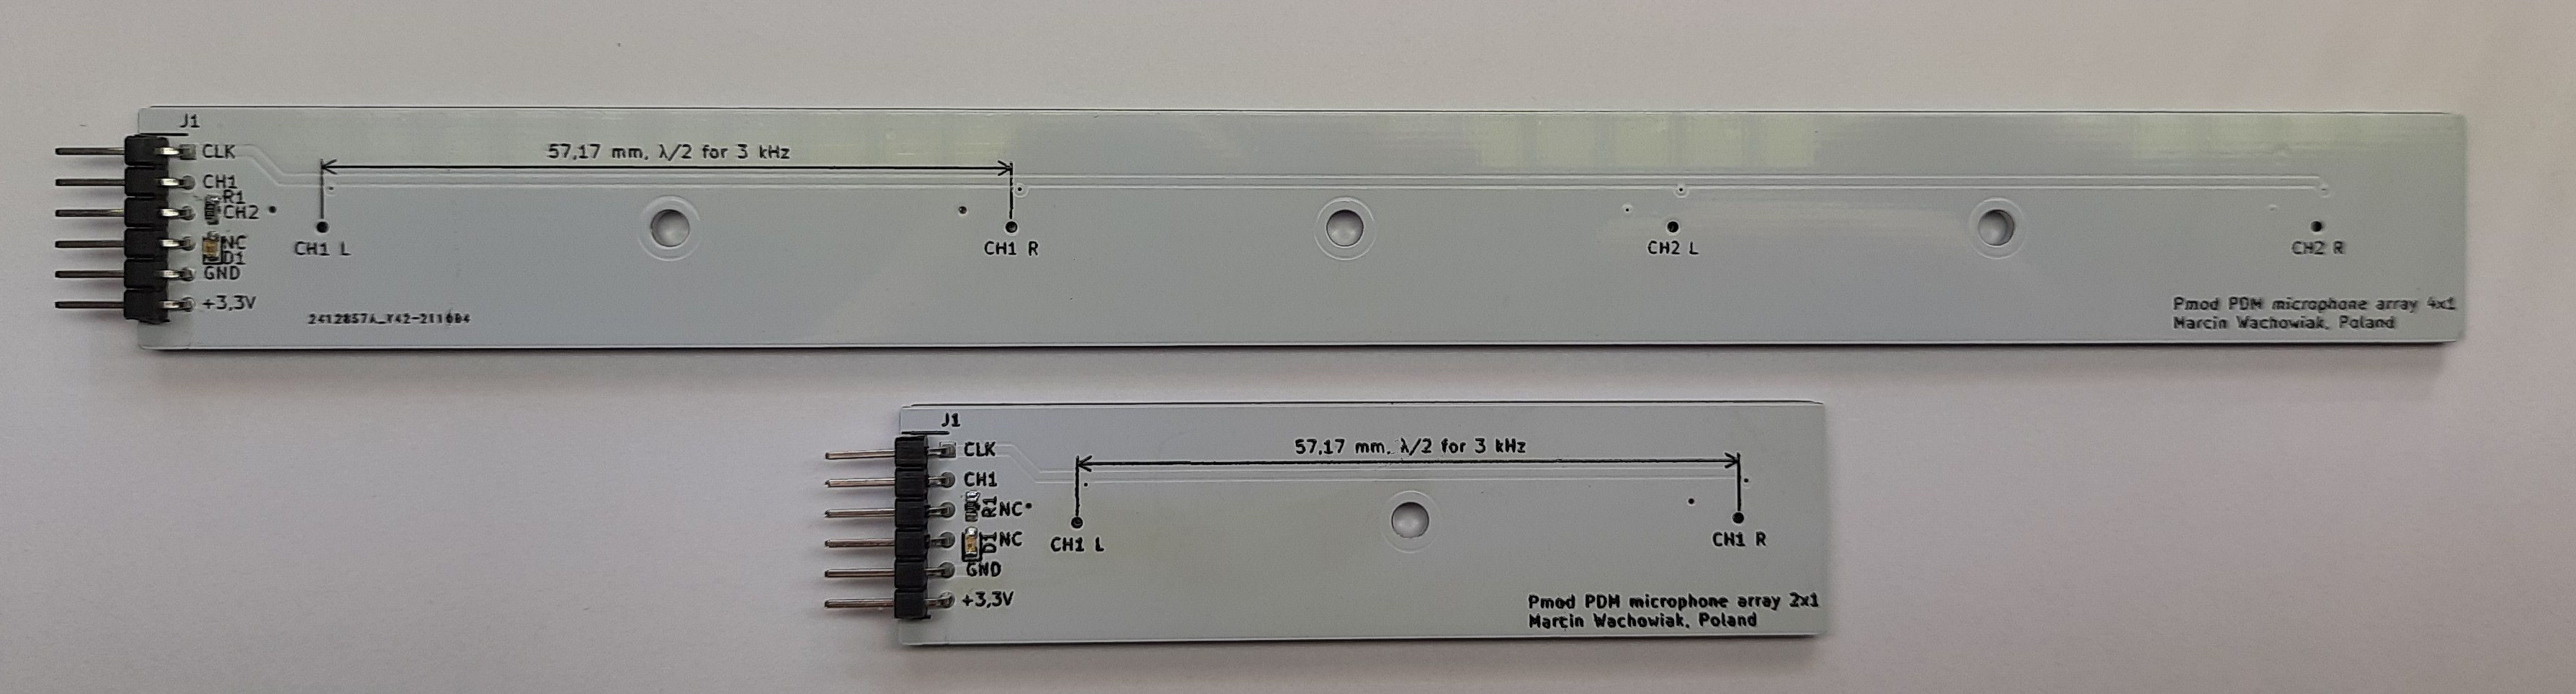 J1
CLK
57,17 mm, λ/2 for 3 kHz
CH1
R1
CH2
NC
D1
GND
+3,3V
CH1 L
CH1 R
CH2 L
CH2 R
Pmod PDM microphone array 4x1
Marcin Wachowiak, Poland
J1
CLK
57,17 mm, λ/2 for 3 kHz
CH1
R1
NC
D1
NC
GND
+3,3V
CH1 L
CH1 R
Pmod PDM microphone array 2x1
Marcin Wachowiak, Poland